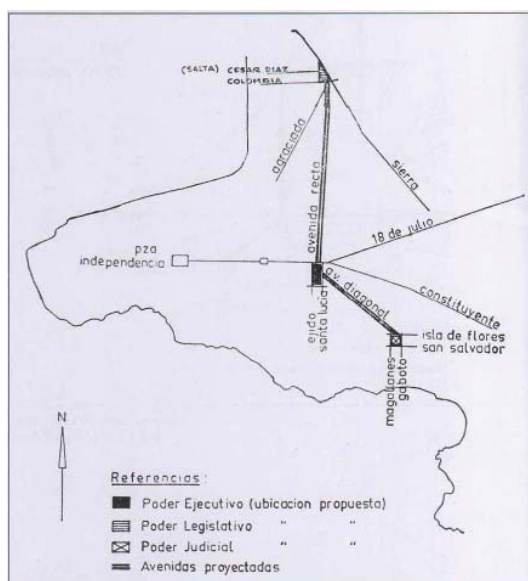 (SALTA) CESAR DIAZ
COLOMBIA
agraciada
sierra
avenida recta
18 de julio
pza
independencia
av. diagonal
constituyente
ejido
santa lucia
isla de flores
san salvador
magallanes
gaboto
N
Referencias:
Poder Ejecutivo (ubicacion propuesta)
Poder Legislativo " "
Poder Judicial " "
Avenidas proyectadas